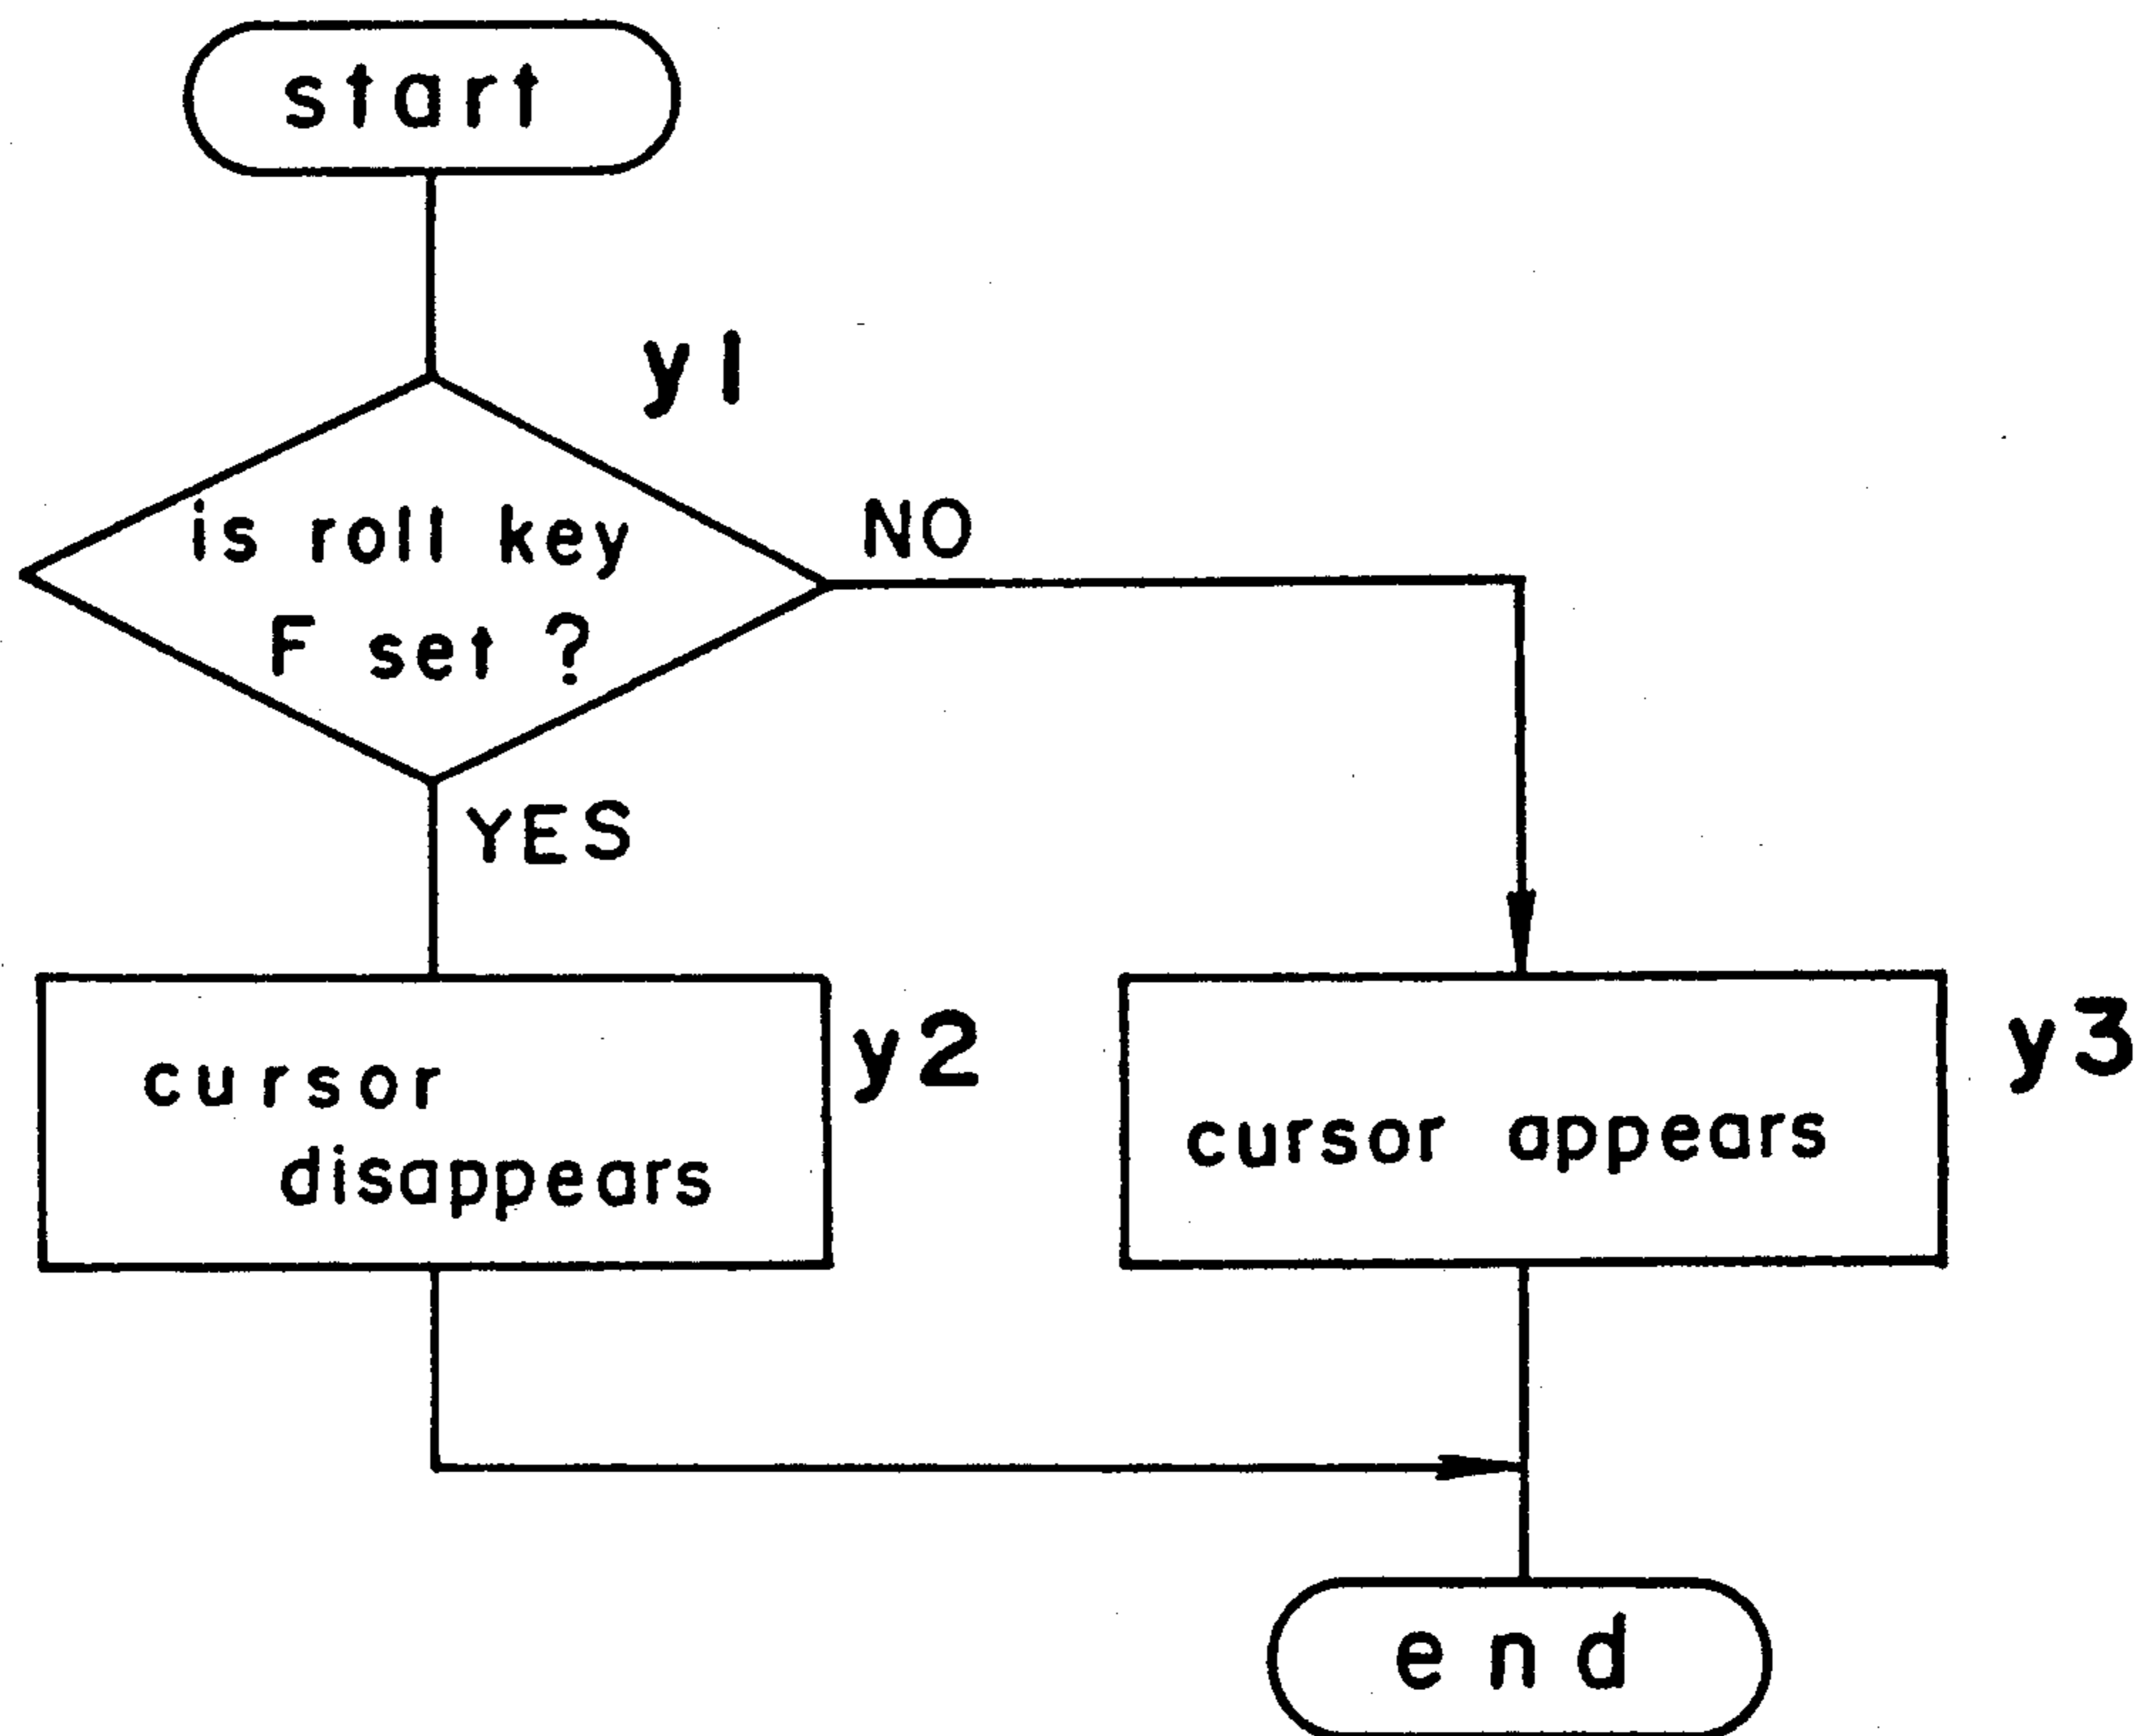 start
y1
is roll key
F set ?
NO
YES
cursor
disappears
y2
cursor appears
y3
end